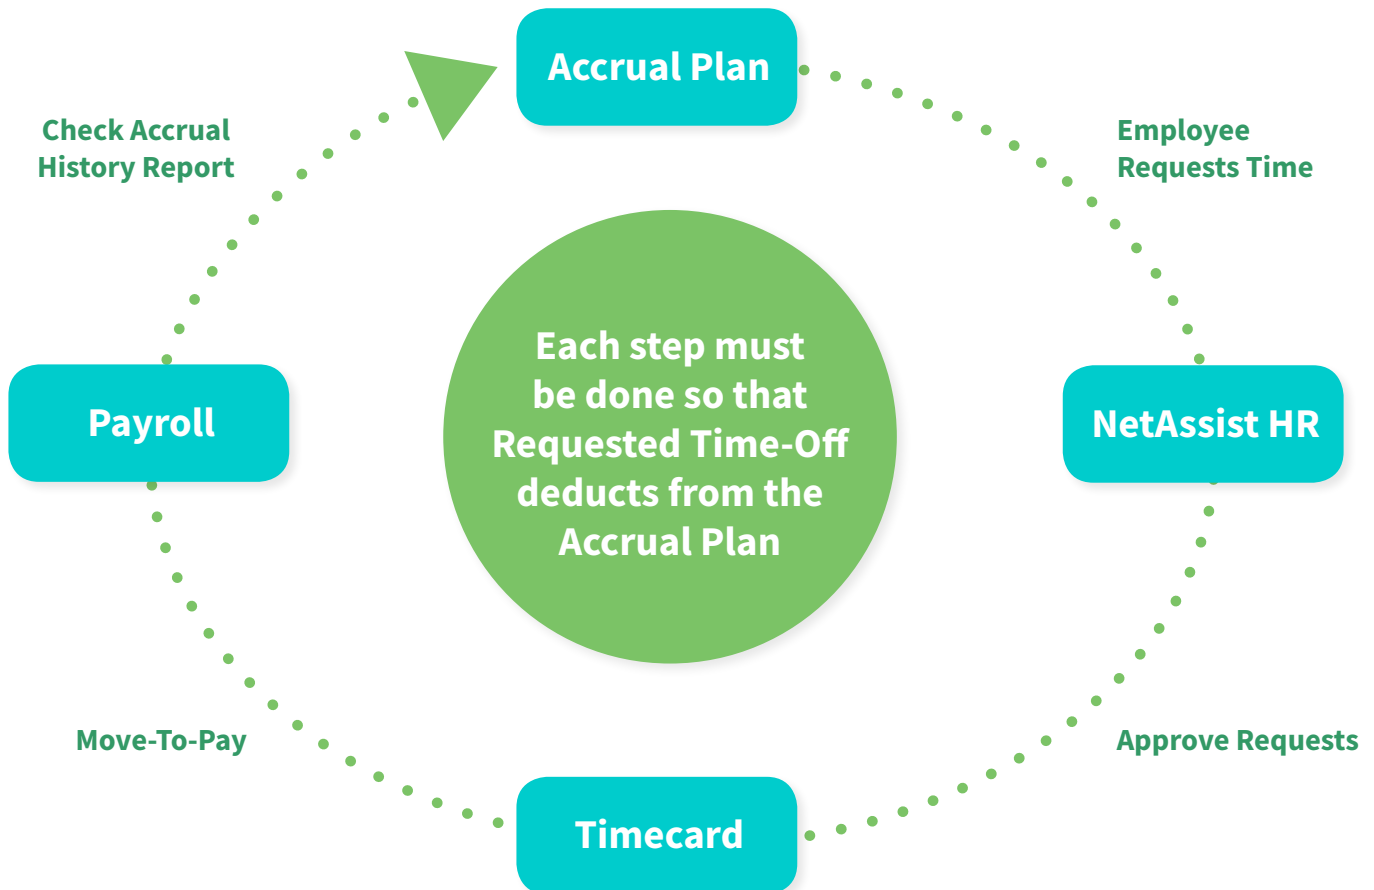 Accrual Plan
Check Accrual
History Report
Employee
Requests Time
Each step must
be done so that
Requested Time-Off
deducts from the
Accrual Plan
Payroll
NetAssist HR
Move-To-Pay
Approve Requests
Timecard